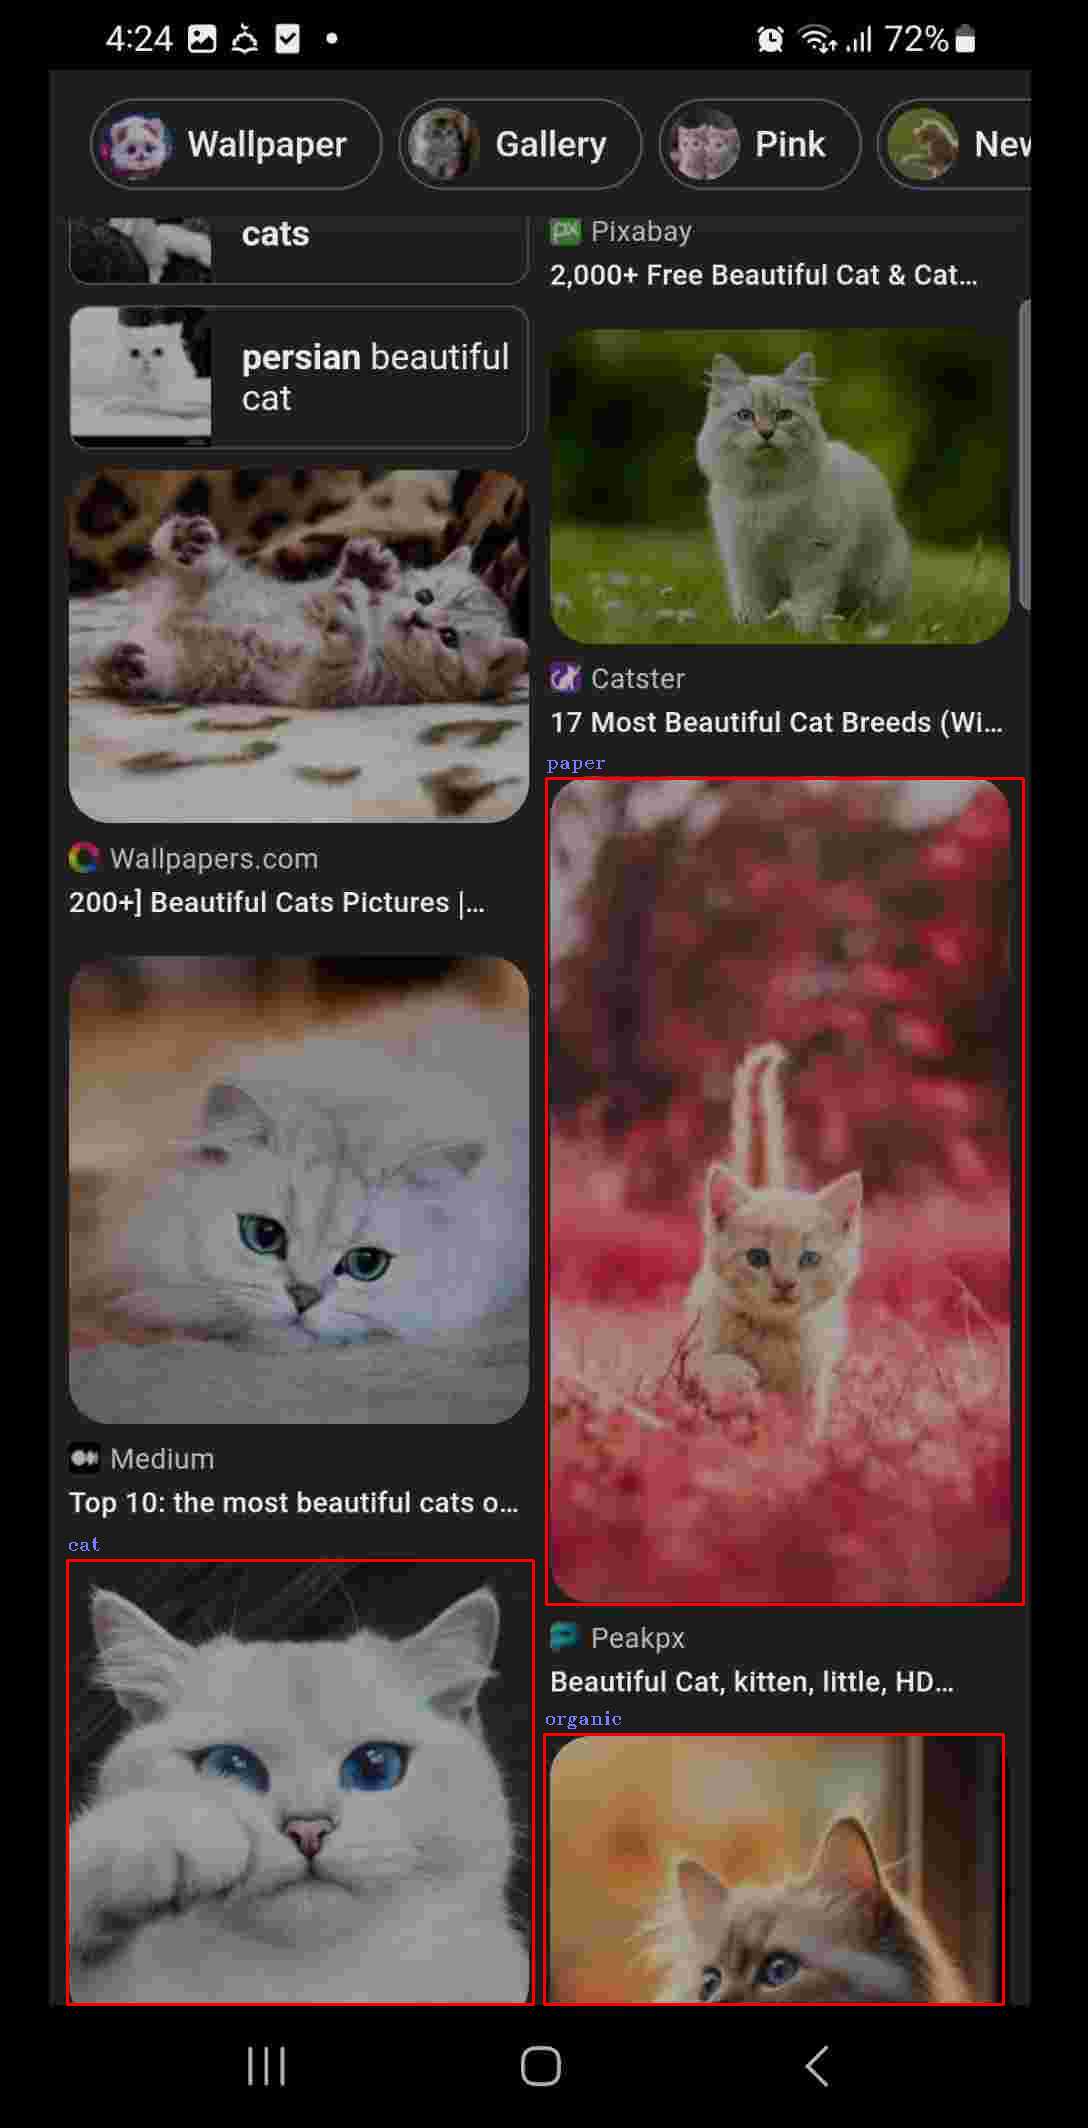 4:24
72%
Wallpaper
Gallery
Pink
New
cats
persian beautiful
cat
Wallpapers.com
200+] Beautiful Cats Pictures |...
Medium
Top 10: the most beautiful cats o...
cat
px Pixabay
2,000+ Free Beautiful Cat & Cat...
Catster
17 Most Beautiful Cat Breeds (Wi...
paper
Peakpx
Beautiful Cat, kitten, little, HD...
organic